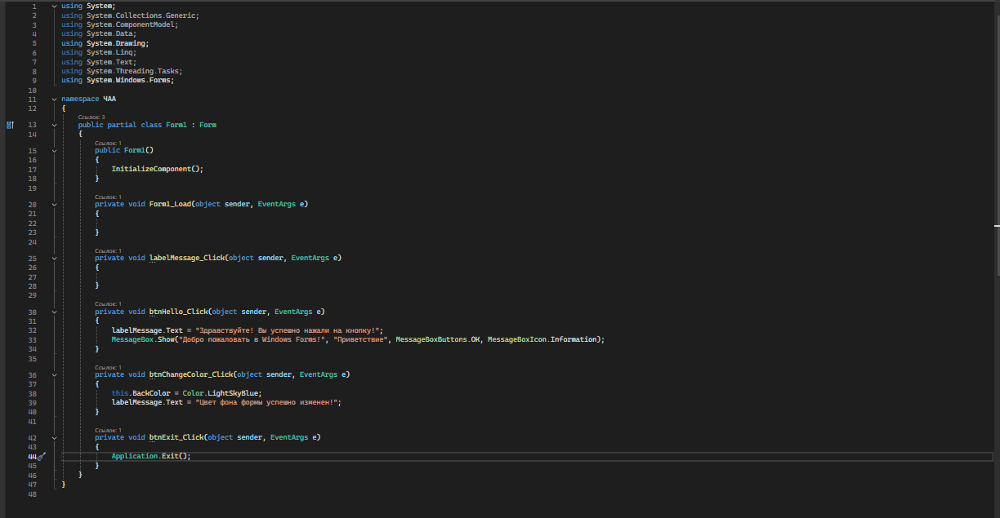 1 using System;
2 using System.Collections.Generic;
3 using System.ComponentModel;
4 using System.Data;
5 using System.Drawing;
6 using System.Linq;
7 using System.Text;
8 using System.Threading.Tasks;
9 using System.Windows.Forms;
10
11 namespace ЧАА
12 {
Ссылок: 3
13 public partial class Form1 : Form
14 {
Ссылок: 1
15 public Form1()
16 {
17 InitializeComponent();
18 }
19
Ссылок: 1
20 private void Form1_Load(object sender, EventArgs e)
21 {
22
23 }
24
Ссылок: 1
25 private void labelMessage_Click(object sender, EventArgs e)
26 {
27
28 }
29
Ссылок: 1
30 private void btnHello_Click(object sender, EventArgs e)
31 {
32 labelMessage.Text = "Здравствуйте! Вы успешно нажали на кнопку!";
33 MessageBox.Show("Добро пожаловать в Windows Forms!", "Приветствие", MessageBoxButtons.OK, MessageBoxIcon.Information);
34 }
35
Ссылок: 1
36 private void btnChangeColor_Click(object sender, EventArgs e)
37 {
38 this.BackColor = Color.LightSkyBlue;
39 labelMessage.Text = "Цвет фона формы успешно изменен!";
40 }
41
Ссылок: 1
42 private void btnExit_Click(object sender, EventArgs e)
43 {
44 Application.Exit();
45 }
46 }
47 }
48